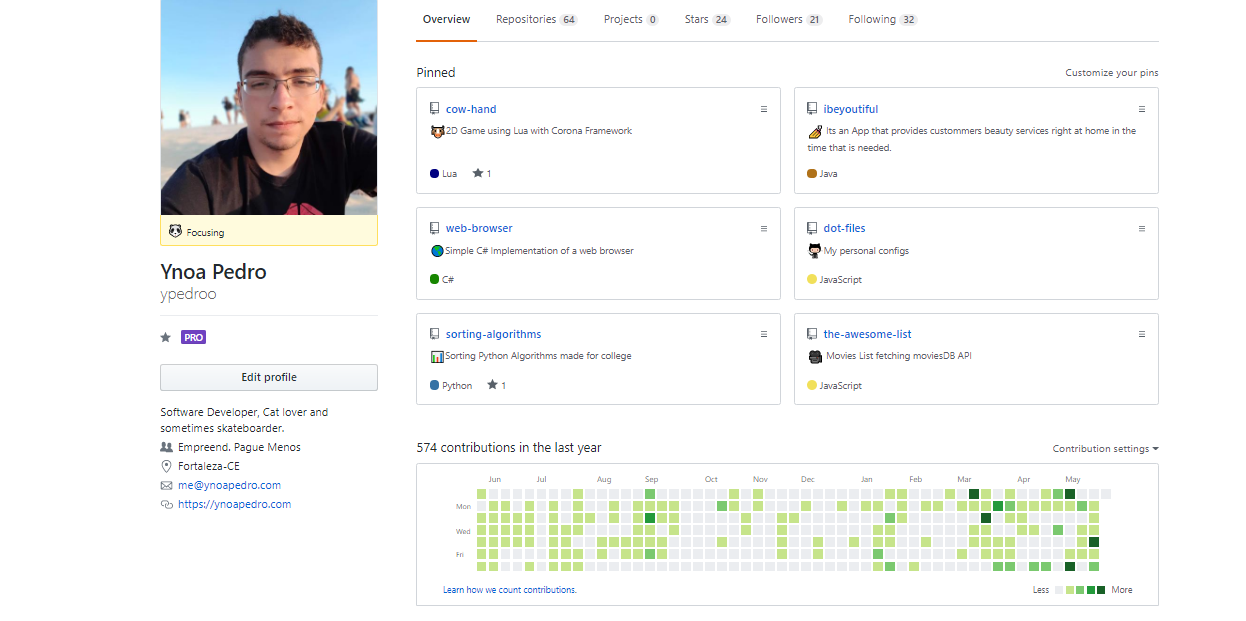 Overview Repositories 64 Projects 0 Stars 24 Followers 21 Following 32
Pinned
Customize your pins
cow-hand
2D Game using Lua with Corona Framework
Lua 1
ibeyoutiful
Its an App that provides custommers beauty services right at home in the
time that is needed.
Java
web-browser
Simple C# Implementation of a web browser
C#
dot-files
My personal configs
JavaScript
sorting-algorithms
Sorting Python Algorithms made for college
Python 1
the-awesome-list
Movies List fetching moviesDB API
JavaScript
Focusing
Ynoa Pedro
ypedroo
PRO
Edit profile
Software Developer, Cat lover and
sometimes skateboarder.
Empreend. Pague Menos
Fortaleza-CE
me@ynoapedro.com
https://ynoapedro.com
574 contributions in the last year
Contribution settings
Jun Jul Aug Sep Oct Nov Dec Jan Feb Mar Apr May
Mon
Wed
Fri
Learn how we count contributions.
Less More